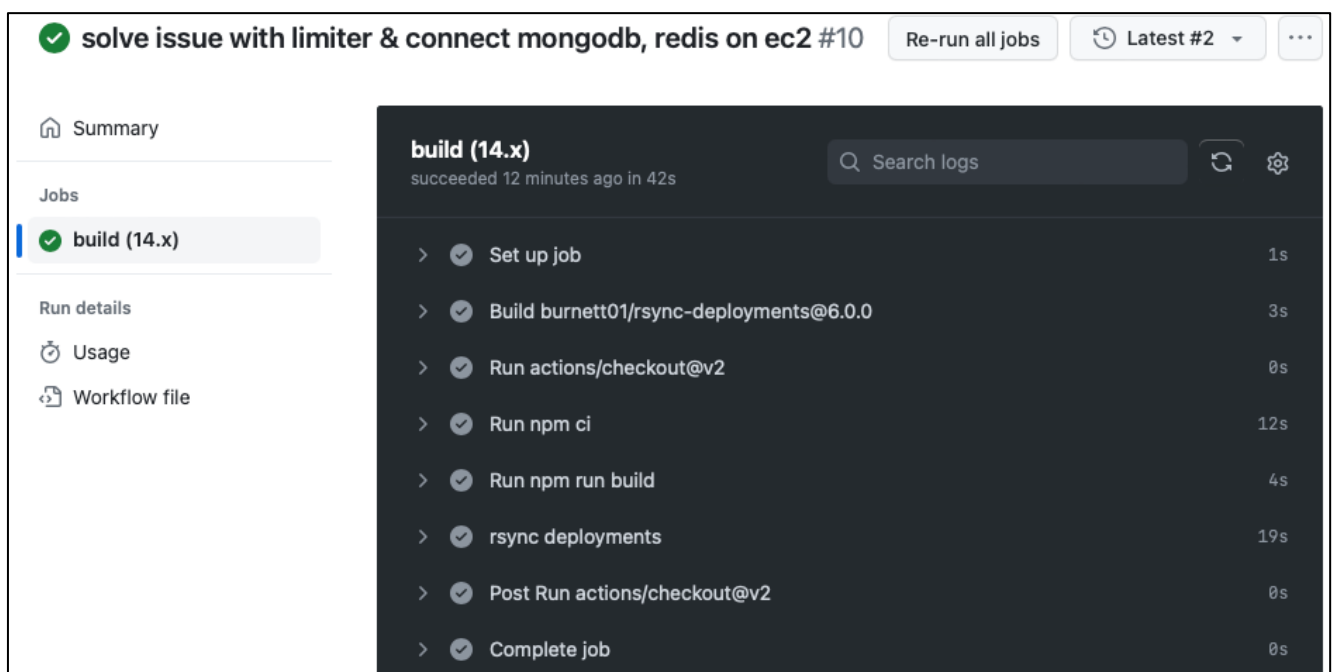 solve issue with limiter & connect mongodb, redis on ec2 #10
Re-run all jobs
Latest #2
Summary
Jobs
build (14.x)
Run details
Usage
Workflow file
build (14.x)
succeeded 12 minutes ago in 42s
Search logs
Set up job 1s
Build burnett01/rsync-deployments@6.0.0 3s
Run actions/checkout@v2 0s
Run npm ci 12s
Run npm run build 4s
rsync deployments 19s
Post Run actions/checkout@v2 0s
Complete job 0s